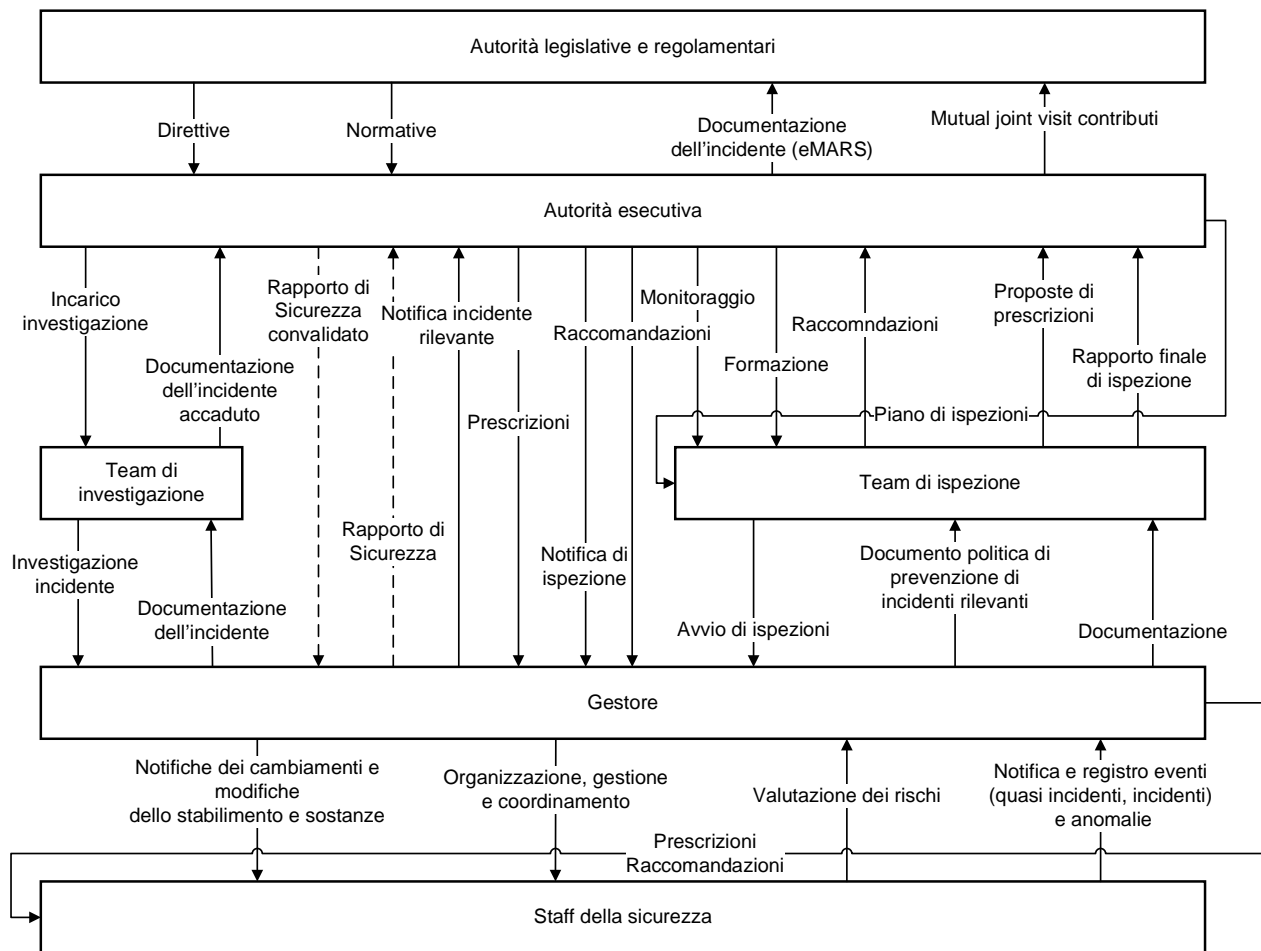 Autorità legislative e regolamentari
Direttive
Normative
Documentazione
dell'incidente (eMARS)
Mutual joint visit contributi
Autorità esecutiva
Incarico
investigazione
Documentazione
dell'incidente
accaduto
Rapporto di
Sicurezza
convalidato
Notifica incidente
rilevante
Prescrizioni
Raccomandazioni
Monitoraggio
Formazione
Raccomndazioni
Proposte di
prescrizioni
Rapporto finale
di ispezione
Piano di ispezioni
Team di
investigazione
Team di ispezione
Investigazione
incidente
Documentazione
dell'incidente
Rapporto di
Sicurezza
Notifica di
ispezione
Avvio di ispezioni
Documento politica di
prevenzione di
incidenti rilevanti
Documentazione
Gestore
Notifiche dei cambiamenti e
modifiche
dello stabilimento e sostanze
Organizzazione, gestione
e coordinamento
Valutazione dei rischi
Notifica e registro eventi
(quasi incidenti, incidenti)
e anomalie
Prescrizioni
Raccomandazioni
Staff della sicurezza